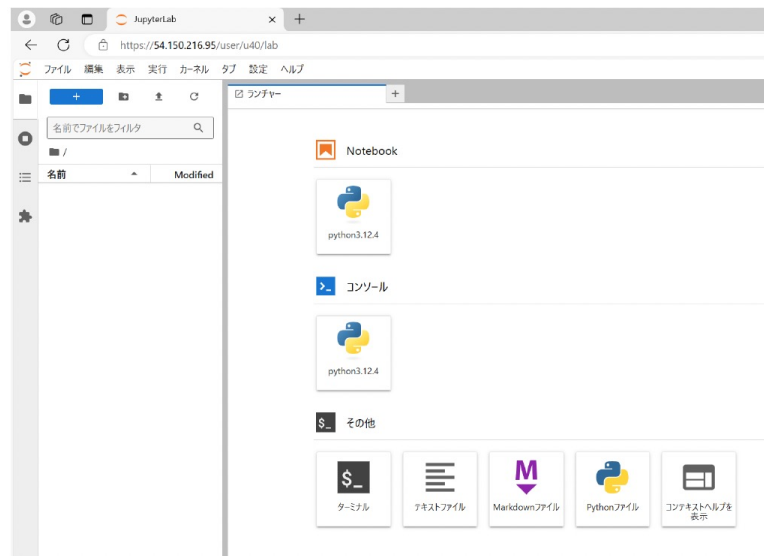 JupyterLab
https://54.150.216.95/user/u40/lab
ファイル 編集 表示 実行 カーネル タブ 設定 ヘルプ
ランチャー
名前でファイルをフィルタ
/
名前 Modified
Notebook
python3.12.4
コンソール
python3.12.4
$_ その他
$_
M
ターミナル
テキストファイル
Markdownファイル
Pythonファイル
コンテキストヘルプを
表示